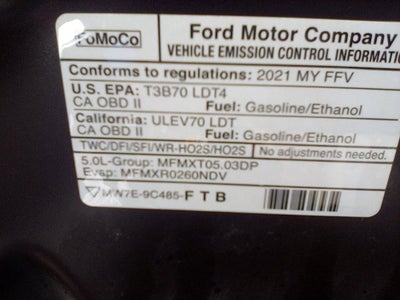 FoMoCo
Ford Motor Company
VEHICLE EMISSION CONTROL INFORMATIO
Conforms to regulations: 2021 MY FFV
U.S. EPA: T3B70 LDT4
CA OBD II Fuel: Gasoline/Ethanol
California: ULEV70 LDT
CA OBD II Fuel: Gasoline/Ethanol
TWC/DFI/SFI/WR-HO2S/HO2S No adjustments needed.
5.0L-Group: MFMXT05.03DP
Evap: MFMXR0260NDV
MW7E-9C485-F T B